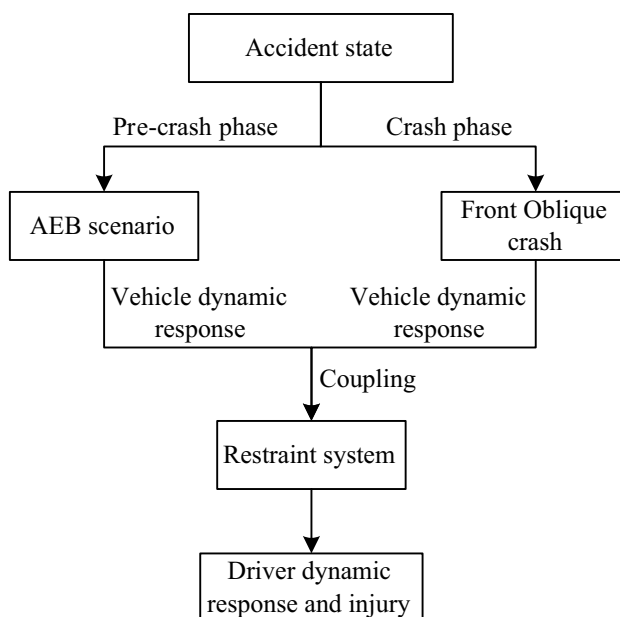 Accident state
Pre-crash phase
Crash phase
AEB scenario
Front Oblique
crash
Vehicle dynamic
response
Vehicle dynamic
response
Coupling
Restraint system
Driver dynamic
response and injury